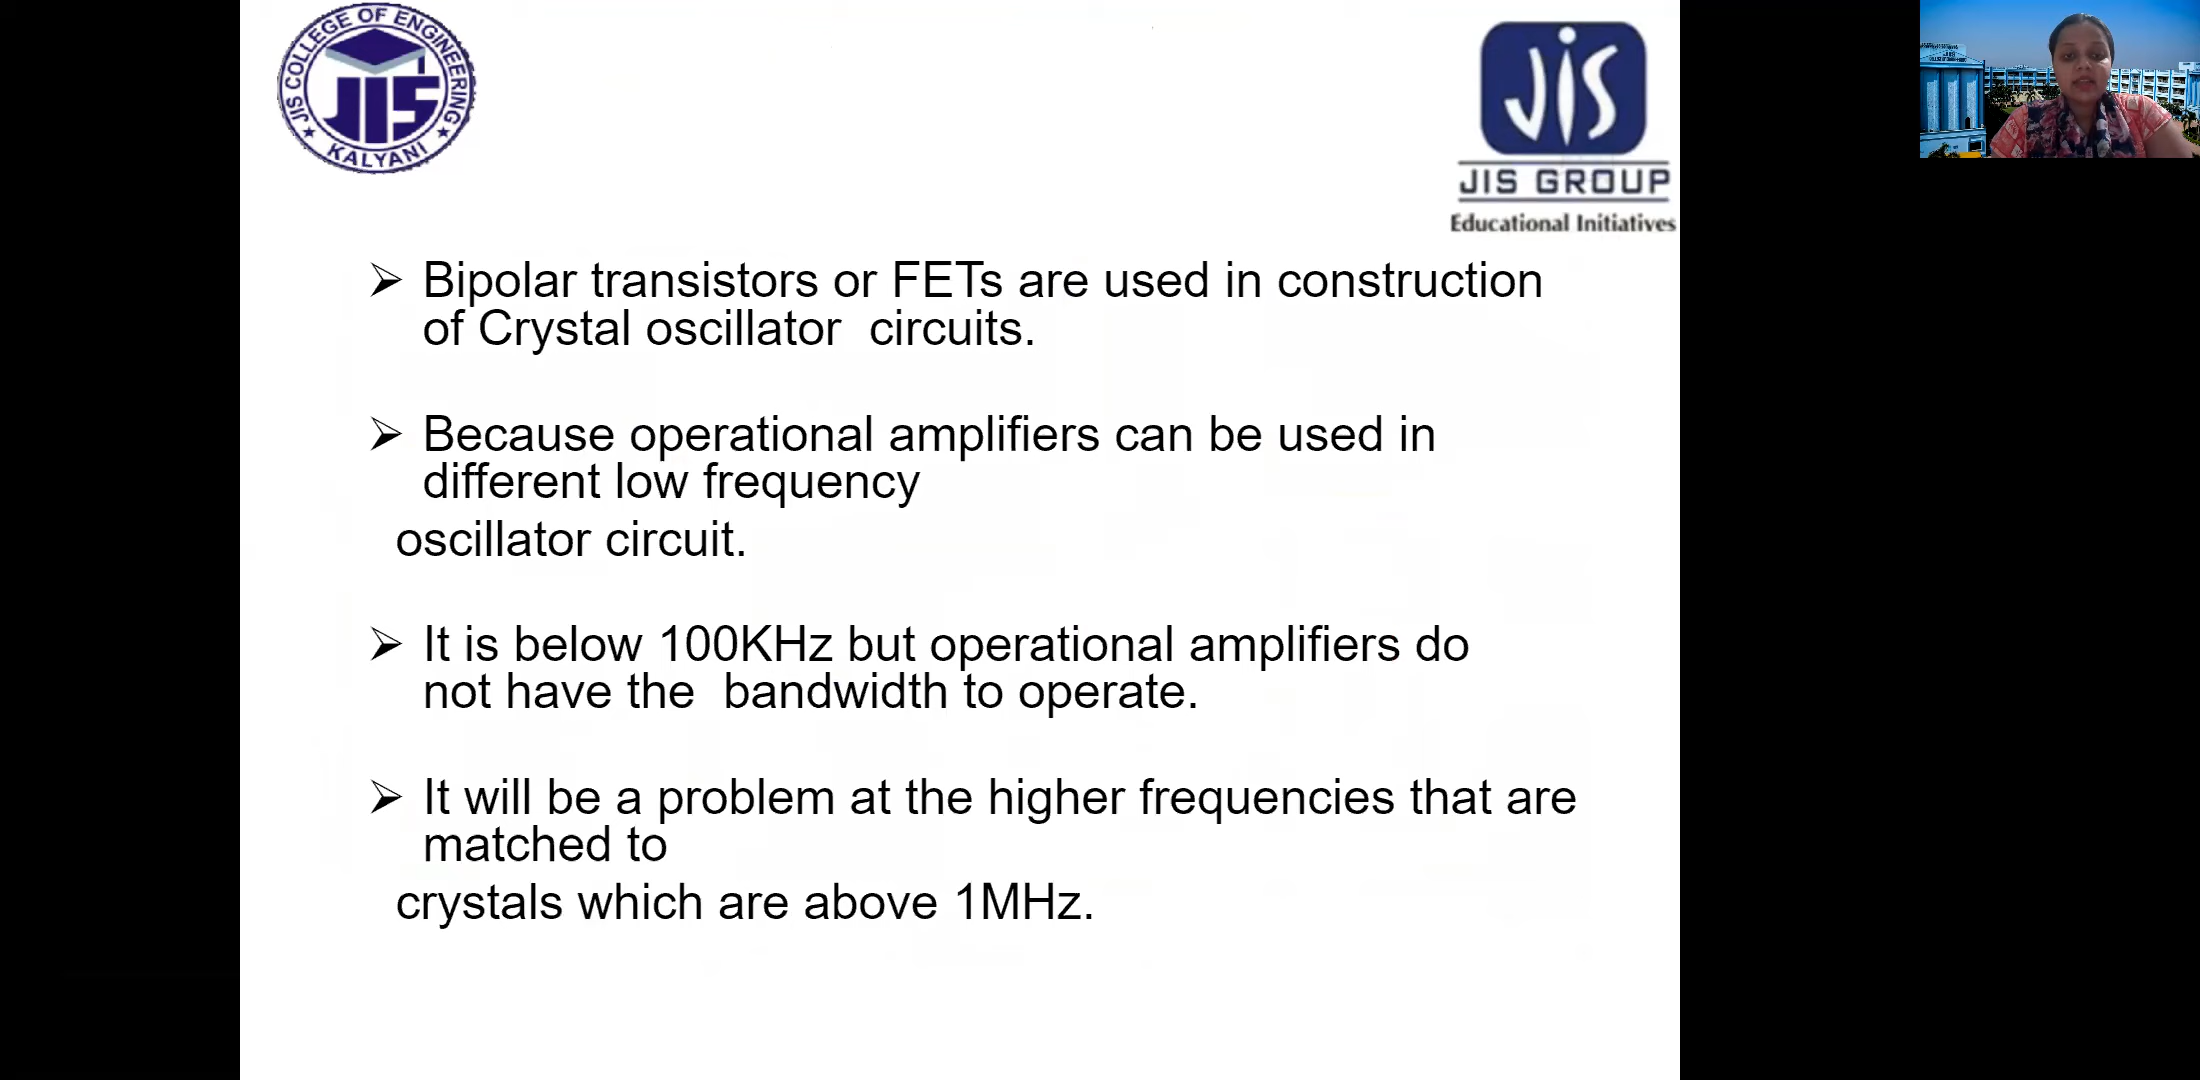 JIS COLLEGE OF ENGINEERING
JIS
KALYANI
JIS
JIS GROUP
Educational Initiatives
➢ Bipolar transistors or FETs are used in construction
of Crystal oscillator circuits.
➢ Because operational amplifiers can be used in
different low frequency
oscillator circuit.
➢ It is below 100KHz but operational amplifiers do
not have the bandwidth to operate.
➢ It will be a problem at the higher frequencies that are
matched to
crystals which are above 1MHz.